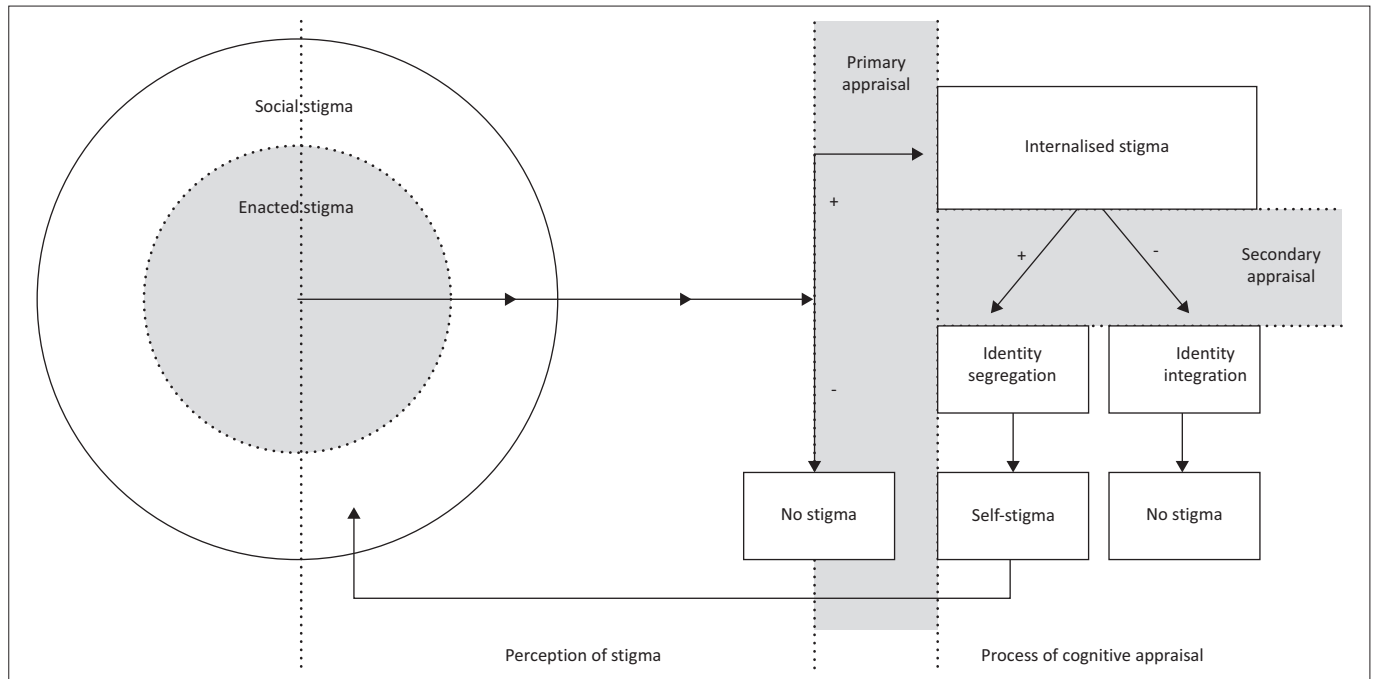 Social stigma
Enacted stigma
Primary
appraisal
+
-
Internalised stigma
+
-
Secondary
appraisal
Identity
segregation
Identity
integration
No stigma
Self-stigma
No stigma
Perception of stigma
Process of cognitive appraisal